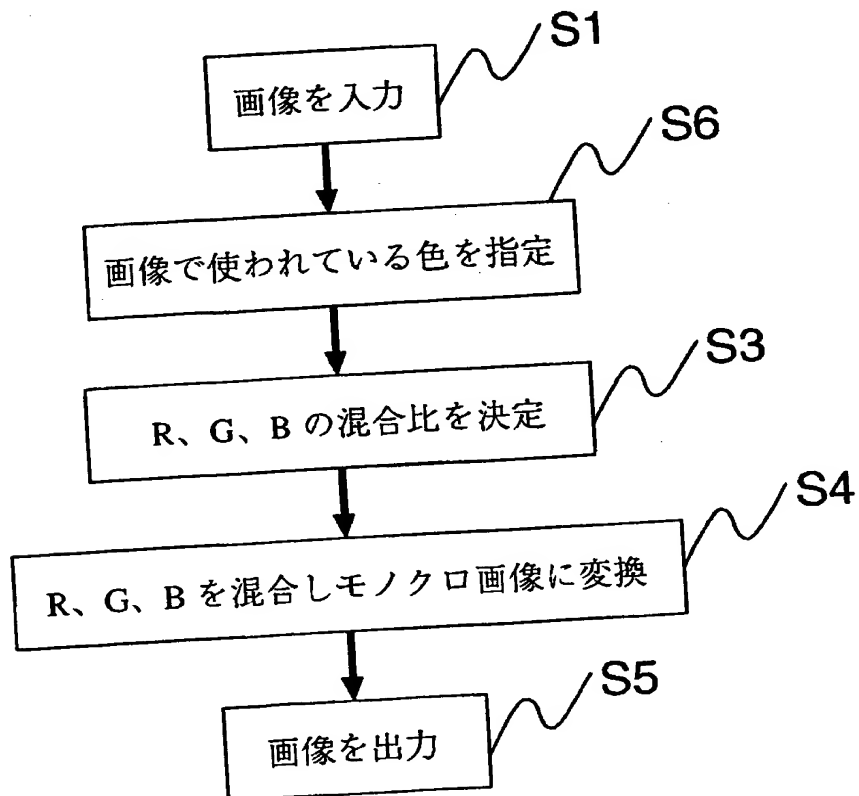 S1
画像を入力
S6
画像で使われている色を指定
S3
R、G、Bの混合比を決定
S4
R、G、Bを混合しモノクロ画像に変換
S5
画像を出力